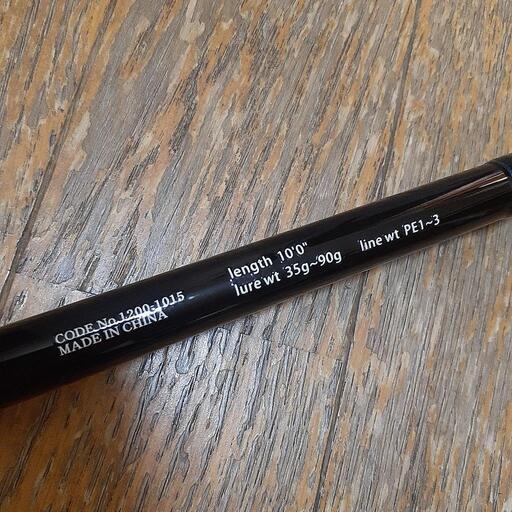 CODE No.1200-1015
MADE IN CHINA
length 10'0"
lure wt 35g~90g
line wt PE1~3